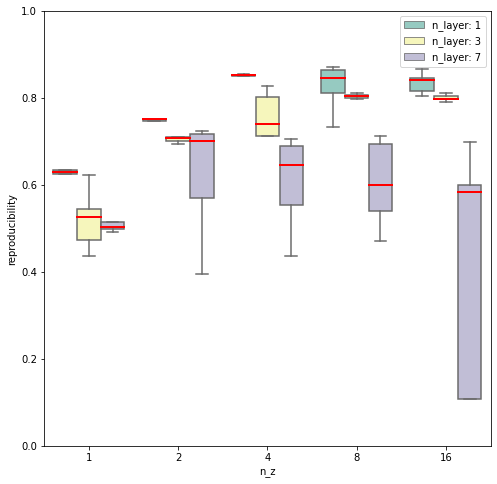 1.0
0.8
0.6
0.4
0.2
0.0
reproducibility
n_layer: 1
n_layer: 3
n_layer: 7
1 2 4 8 16
n_z